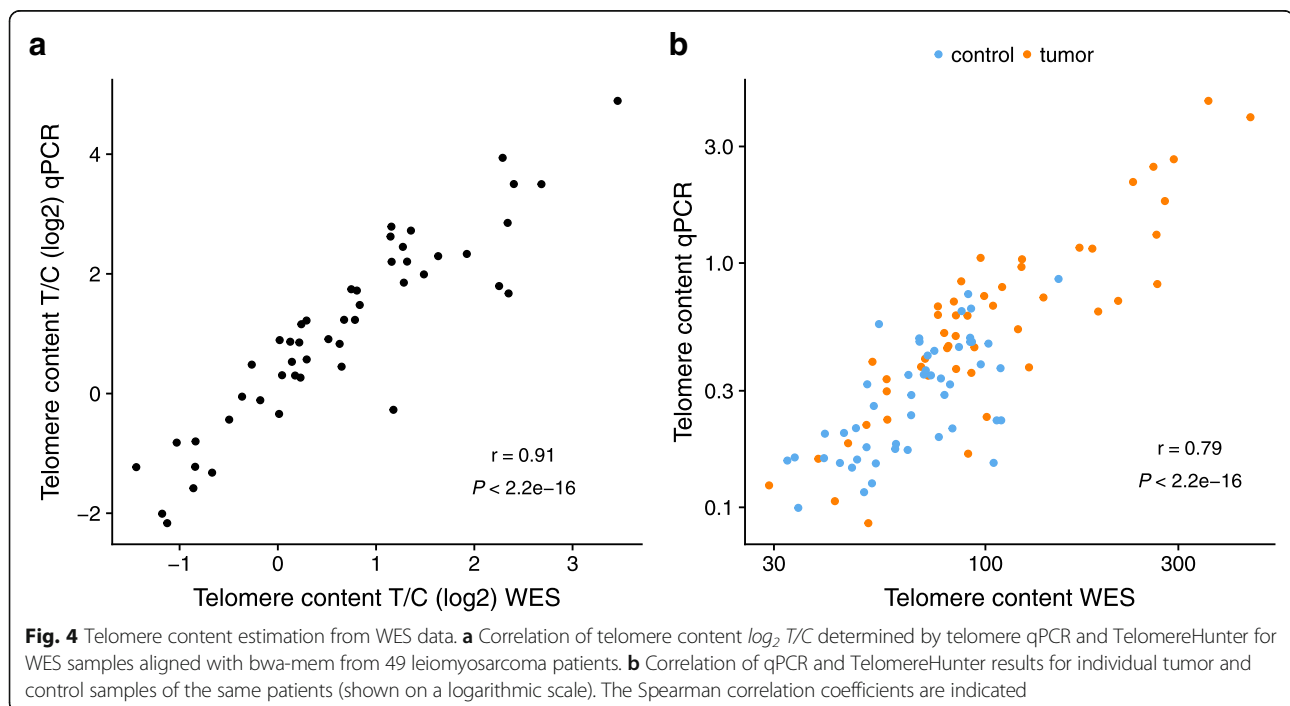 a
Telomere content T/C (log2) qPCR
4
2
0
−2
r = 0.91
P < 2.2e−16
−1 0 1 2 3
Telomere content T/C (log2) WES
b
control tumor
Telomere content qPCR
3.0
1.0
0.3
0.1
r = 0.79
P < 2.2e−16
30 100 300
Telomere content WES
Fig. 4 Telomere content estimation from WES data. a Correlation of telomere content log2 T/C determined by telomere qPCR and TelomereHunter for
WES samples aligned with bwa-mem from 49 leiomyosarcoma patients. b Correlation of qPCR and TelomereHunter results for individual tumor and
control samples of the same patients (shown on a logarithmic scale). The Spearman correlation coefficients are indicated